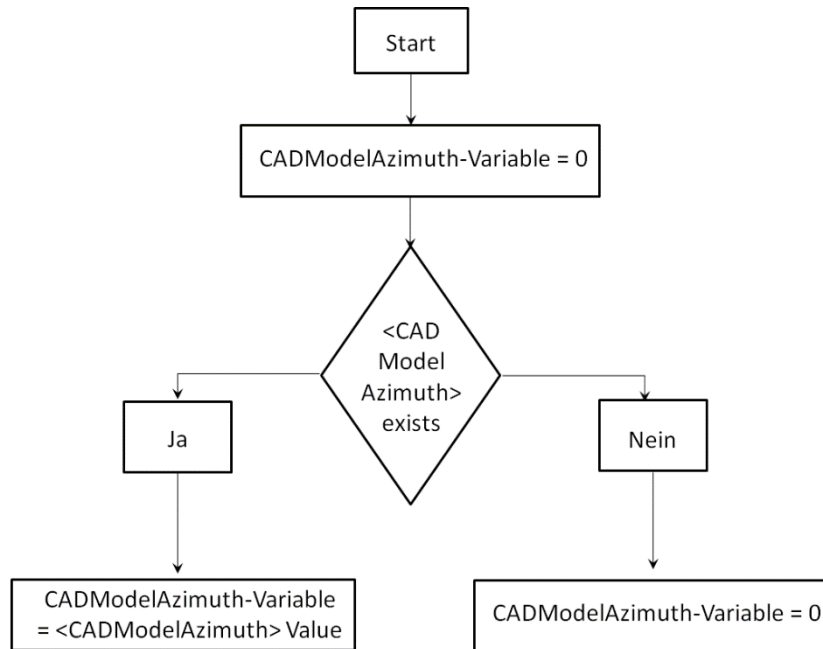 Start
CADModelAzimuth-Variable = 0
<CAD
Model
Azimuth>
exists
Ja
Nein
CADModelAzimuth-Variable
= <CADModelAzimuth> Value
CADModelAzimuth-Variable = 0